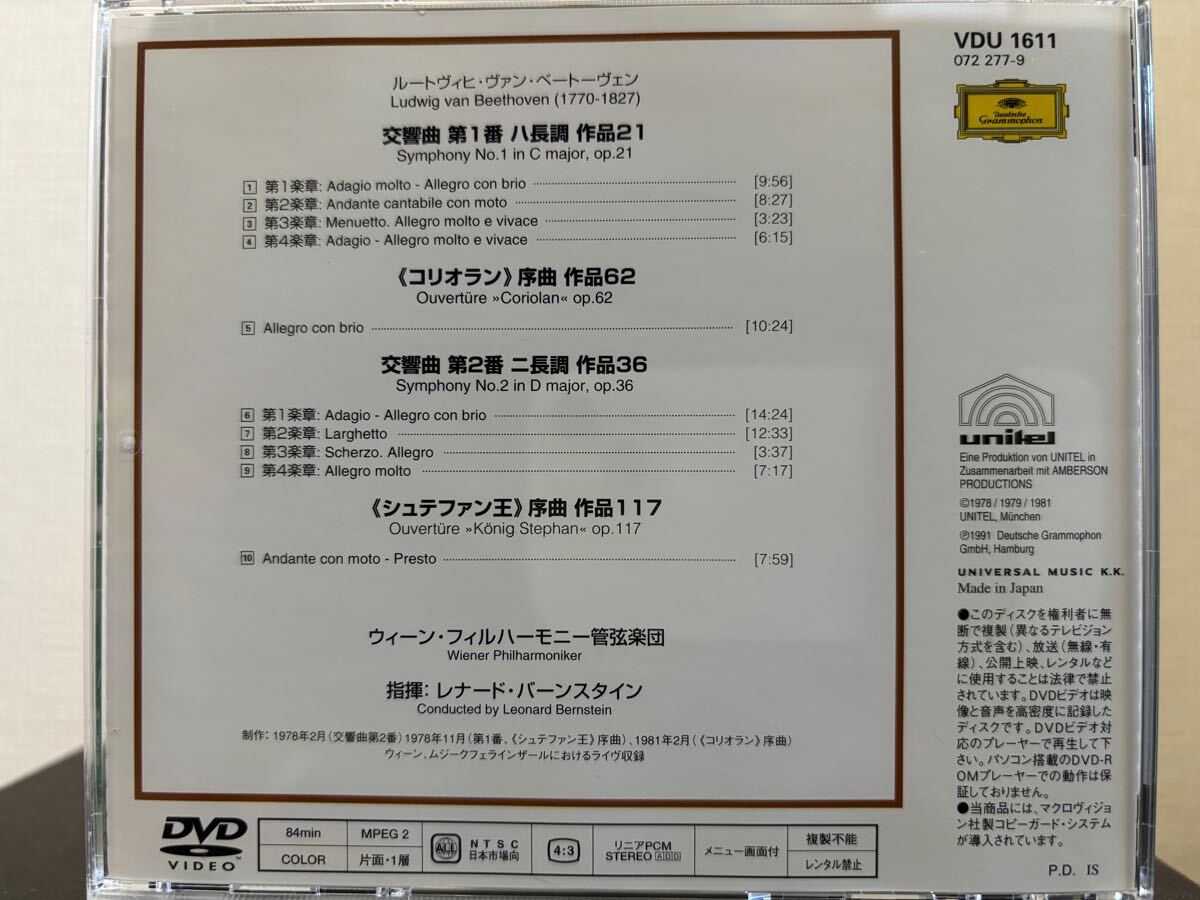 ルートヴィヒ・ヴァン・ベートーヴェン
Ludwig van Beethoven (1770-1827)
交響曲 第1番 ハ長調 作品21
Symphony No.1 in C major, op.21
1 第1楽章: Adagio molto - Allegro con brio [9:56]
2 第2楽章: Andante cantabile con moto [8:27]
3 第3楽章: Menuetto. Allegro molto e vivace [3:23]
4 第4楽章: Adagio - Allegro molto e vivace [6:15]
《コリオラン》序曲 作品62
Ouvertüre »Coriolan« op.62
5 Allegro con brio [10:24]
交響曲 第2番 ニ長調 作品36
Symphony No.2 in D major, op.36
6 第1楽章: Adagio - Allegro con brio [14:24]
7 第2楽章: Larghetto [12:33]
8 第3楽章: Scherzo. Allegro [3:37]
9 第4楽章: Allegro molto [7:17]
《シュテファン王》序曲 作品117
Ouvertüre »König Stephan« op.117
10 Andante con moto - Presto [7:59]
ウィーン・フィルハーモニー管弦楽団
Wiener Philharmoniker
指揮: レナード・バーンスタイン
Conducted by Leonard Bernstein
制作: 1978年2月(交響曲第2番) 1978年11月(第1番、《シュテファン王》序曲)、1981年2月(《コリオラン》序曲)
ウィーン、ムジークフェラインザールにおけるライヴ収録
VDU 1611
072 277-9
Deutsche
Grammophon
unitel
Eine Produktion von UNITEL in
Zusammenarbeit mit AMBERSON
PRODUCTIONS
©1978 / 1979 / 1981
UNITEL, München
℗1991 Deutsche Grammophon
GmbH, Hamburg
UNIVERSAL MUSIC K.K.
Made in Japan
●このディスクを権利者に無
断で複製(異なるテレビジョン
方式を含む)、放送(無線・有
線)、公開上映、レンタルなど
に使用することは法律で禁止
されています。DVDビデオは映
像と音声を高密度に記録した
ディスクです。DVDビデオ対
応のプレーヤーで再生して下
さい。パソコン搭載のDVD-R
OMプレーヤーでの動作は保
証しておりません。
●当商品には、マクロヴィジョ
ン社製コピーガード・システム
が導入されています。
P.D. IS
DVD
VIDEO
84min
COLOR
MPEG 2
片面・1層
ALL
NTSC
日本市場向
4:3
リニアPCM
STEREO ADD
メニュー画面付
複製不能
レンタル禁止